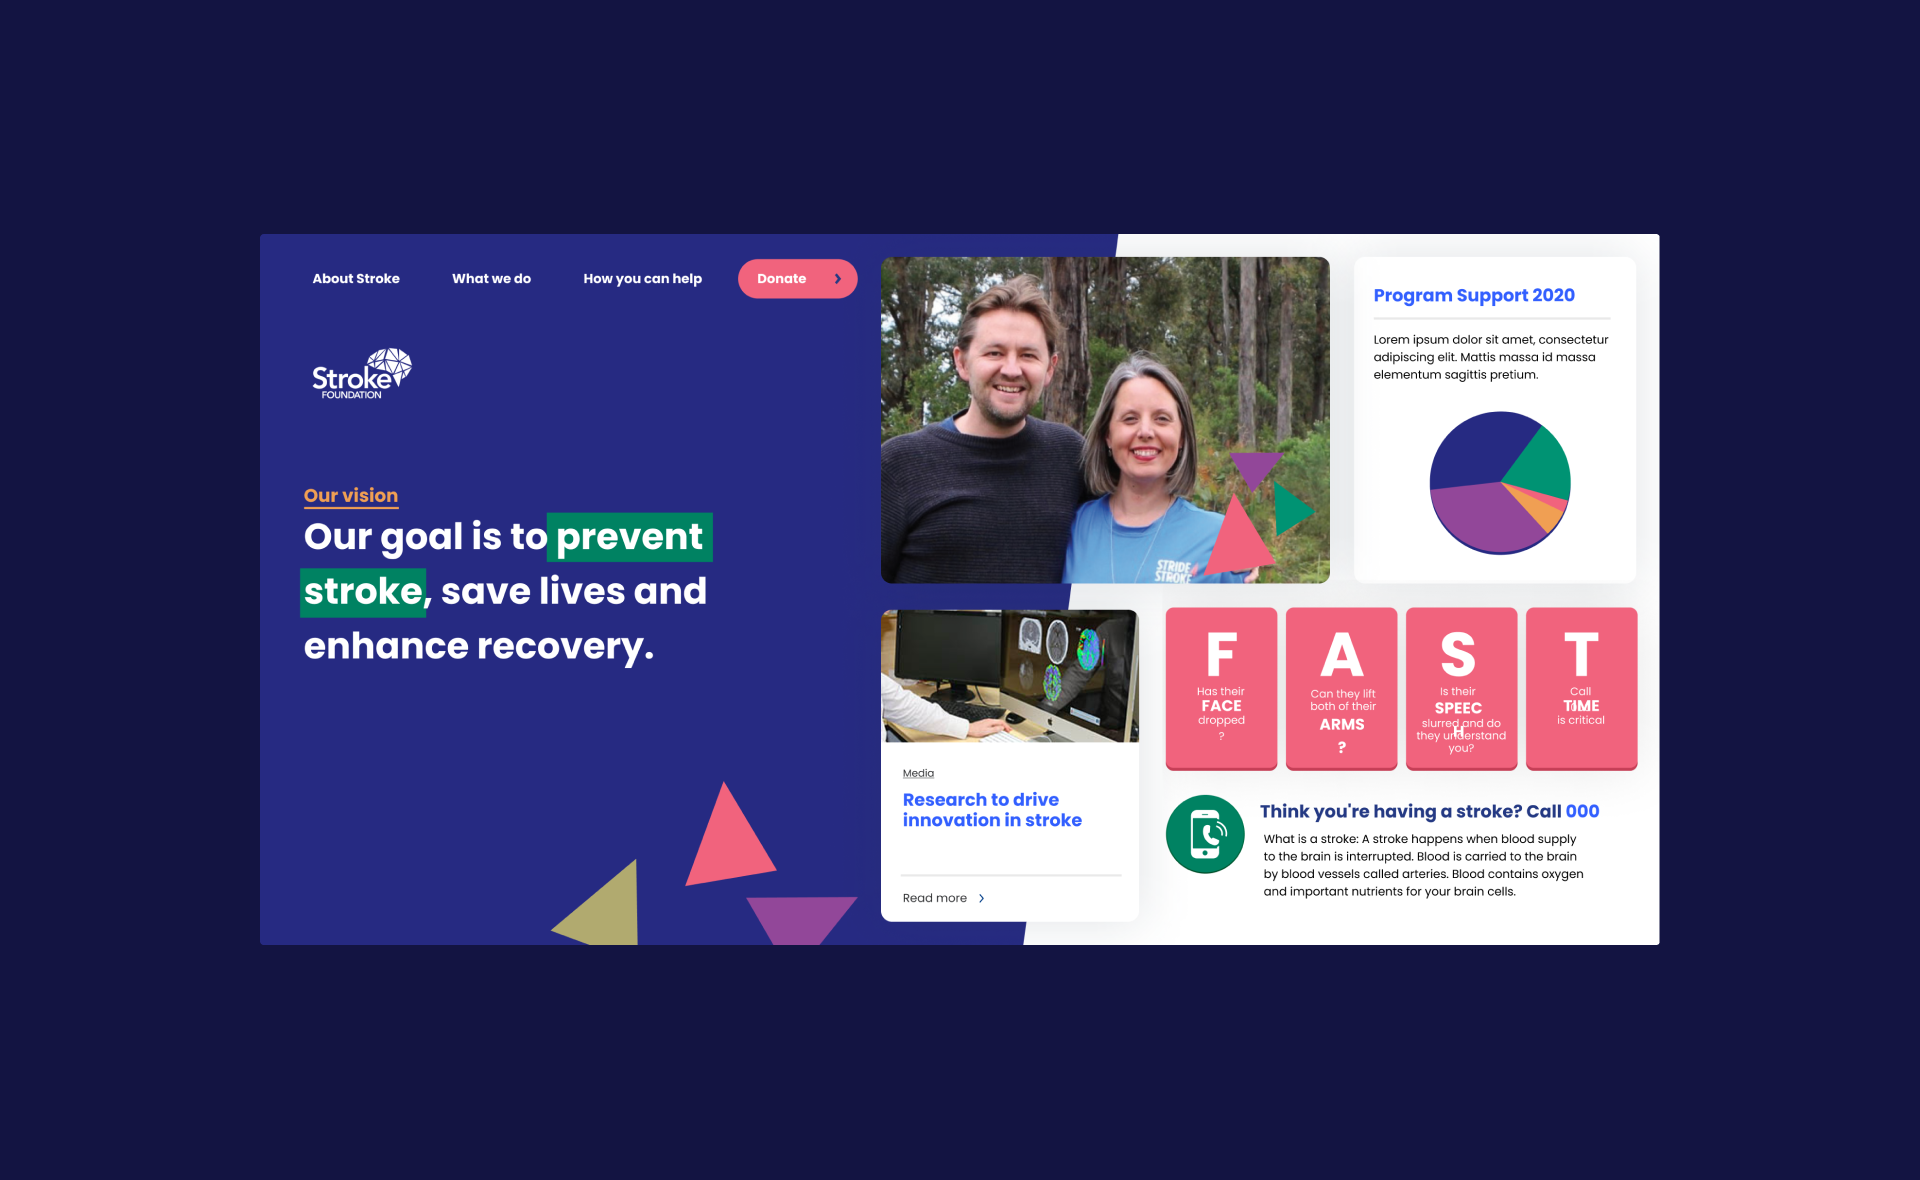 About Stroke
What we do
How you can help
Donate
Stroke
FOUNDATION
Our vision
Our goal is to prevent
stroke, save lives and
enhance recovery.
STRIDE
STROKE
Program Support 2020
Lorem ipsum dolor sit amet, consectetur
adipiscing elit. Mattis massa id massa
elementum sagittis pretium.
Media
Research to drive
innovation in stroke
Read more
F
Has their
FACE
dropped
?
A
Can they lift
both of their
ARMS
?
S
Is their
SPEEC
H
slurred and do
they understand
you?
T
Call
TIME
is critical
Think you're having a stroke? Call 000
What is a stroke: A stroke happens when blood supply
to the brain is interrupted. Blood is carried to the brain
by blood vessels called arteries. Blood contains oxygen
and important nutrients for your brain cells.